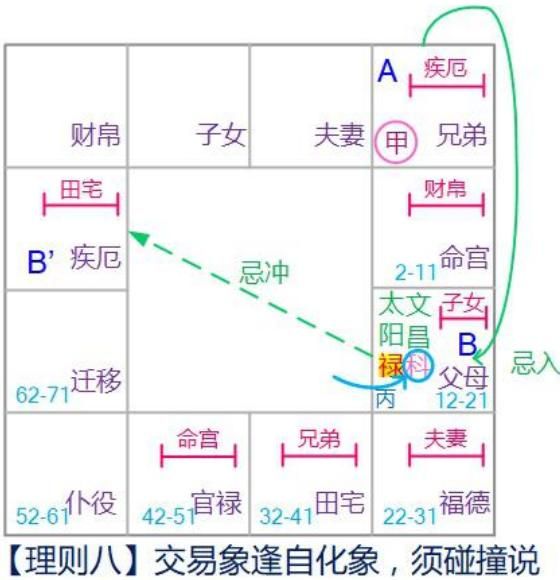 A 疾厄
财帛 子女 夫妻 甲 兄弟
田宅 财帛
B’ 疾厄 忌冲 2-11 命宫
太文 子女
阳昌 B
禄科 父母 忌入
62-71 迁移 丙 12-21
命宫 兄弟 夫妻
52-61 仆役 42-51 官禄 32-41 田宅 22-31 福德
【理则八】交易象逢自化象，须碰撞说